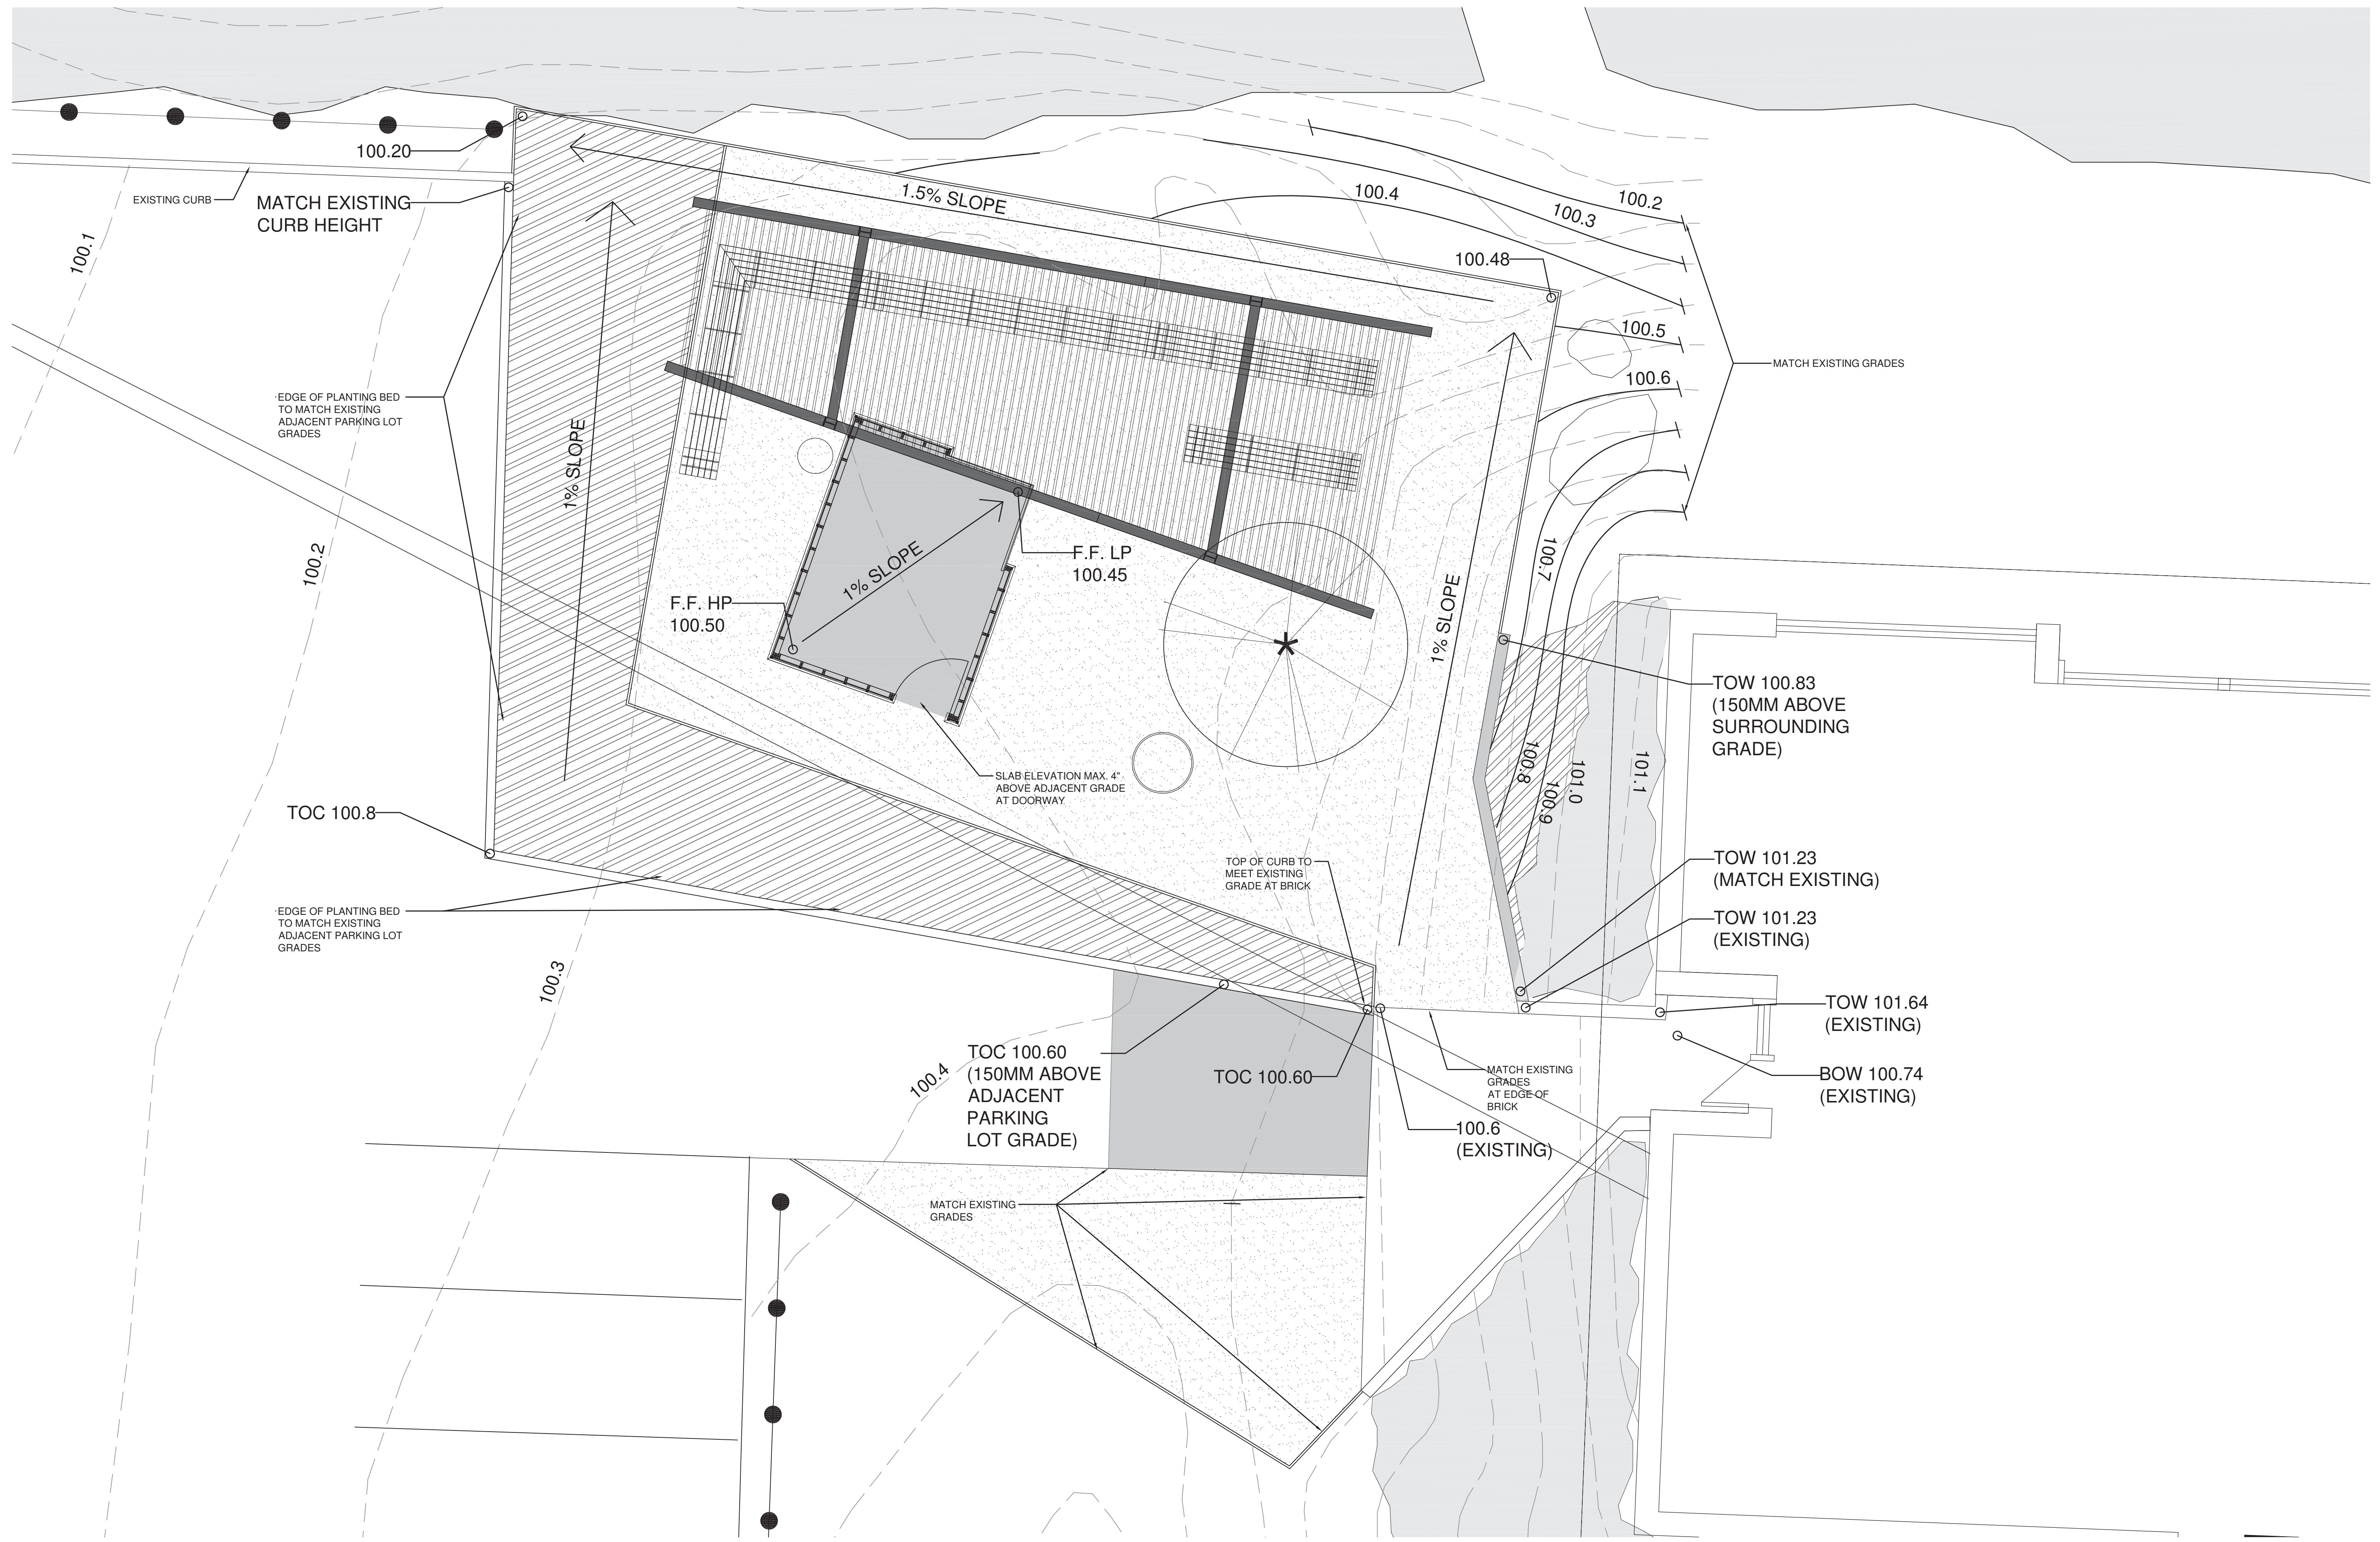 100.20
EXISTING CURB
MATCH EXISTING
CURB HEIGHT
100.1
1.5% SLOPE
100.4
100.3
100.2
100.48
100.5
100.6
MATCH EXISTING GRADES
EDGE OF PLANTING BED
TO MATCH EXISTING
ADJACENT PARKING LOT
GRADES
1% SLOPE
100.2
1% SLOPE
F.F. LP
100.45
F.F. HP
100.50
1% SLOPE
100.7
100.8
100.9
101.0
101.1
TOW 100.83
(150MM ABOVE
SURROUNDING
GRADE)
SLAB ELEVATION MAX. 4"
ABOVE ADJACENT GRADE
AT DOORWAY
TOC 100.8
TOP OF CURB TO
MEET EXISTING
GRADE AT BRICK
TOW 101.23
(MATCH EXISTING)
TOW 101.23
(EXISTING)
EDGE OF PLANTING BED
TO MATCH EXISTING
ADJACENT PARKING LOT
GRADES
100.3
TOW 101.64
(EXISTING)
BOW 100.74
(EXISTING)
100.4
TOC 100.60
(150MM ABOVE
ADJACENT
PARKING
LOT GRADE)
TOC 100.60
MATCH EXISTING
GRADES
AT EDGE OF
BRICK
100.6
(EXISTING)
MATCH EXISTING
GRADES